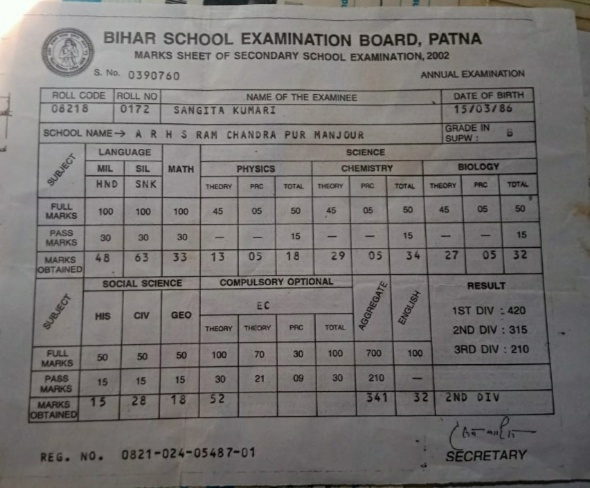 BIHAR SCHOOL EXAMINATION BOARD, PATNA
MARKS SHEET OF SECONDARY SCHOOL EXAMINATION, 2002
S. No. 0390760 ANNUAL EXAMINATION
ROLL CODE ROLL NO NAME OF THE EXAMINEE DATE OF BIRTH
08218 0172 SANGITA KUMARI 15/03/86
SCHOOL NAME→ A R H S RAM CHANDRA PUR MANJOUR GRADE IN SUPW : B
SUBJECT LANGUAGE MATH SCIENCE
MIL SIL PHYSICS CHEMISTRY BIOLOGY
HND SNK THEORY PRC TOTAL THEORY PRC TOTAL THEORY PRC TOTAL
FULL MARKS 100 100 100 45 05 50 45 05 50 45 05 50
PASS MARKS 30 30 30 — — 15 — — 15 — — 15
MARKS OBTAINED 48 63 33 13 05 18 29 05 34 27 05 32
SUBJECT SOCIAL SCIENCE COMPULSORY OPTIONAL AGGREGATE ENGLISH RESULT
HIS CIV GEO EC 1ST DIV : 420
THEORY THEORY PRC TOTAL 2ND DIV : 315
3RD DIV : 210
FULL MARKS 50 50 50 100 70 30 100 700 100
PASS MARKS 15 15 15 30 21 09 30 210 —
MARKS OBTAINED 15 28 18 52 341 32 2ND DIV
REG. NO. 0821-024-05487-01 SECRETARY